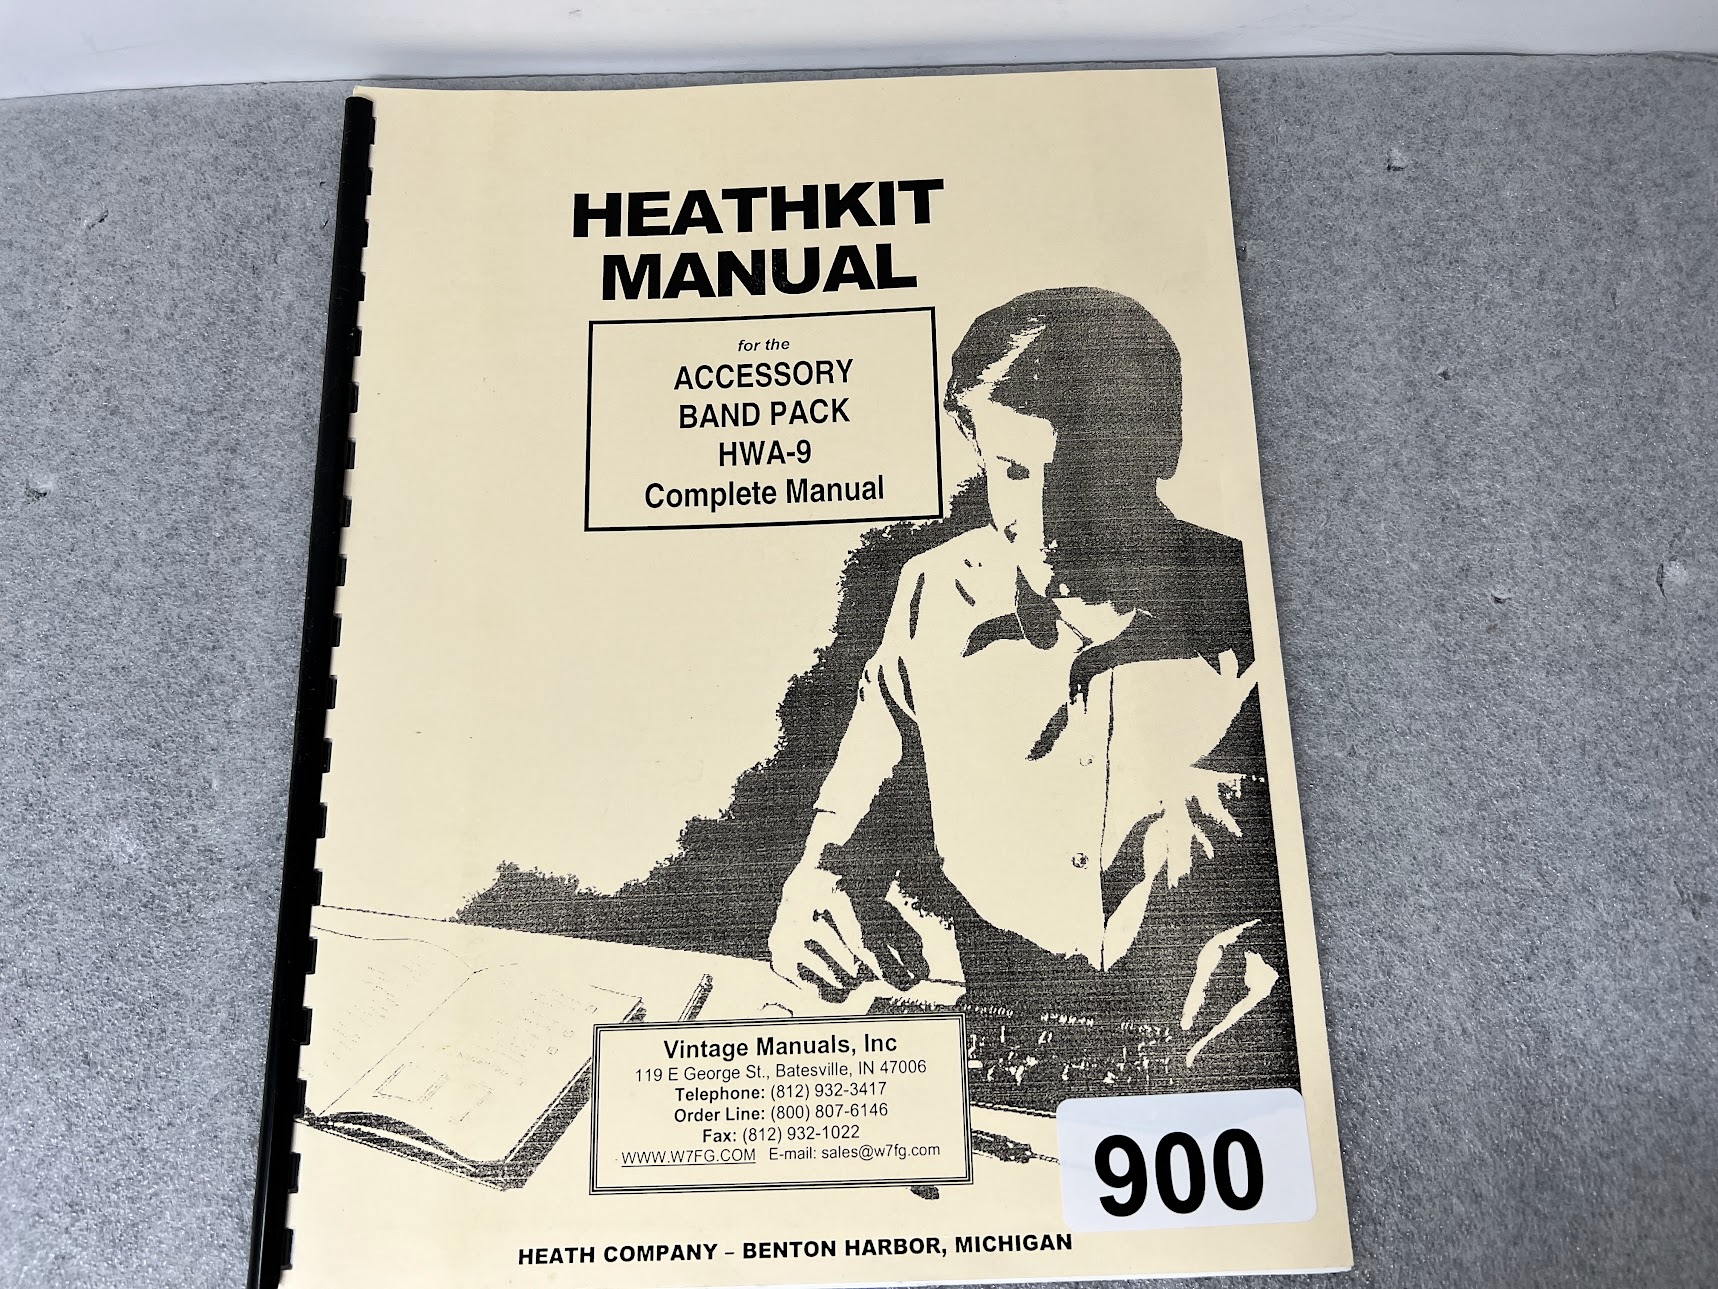 HEATHKIT
MANUAL
for the
ACCESSORY
BAND PACK
HWA-9
Complete Manual
Vintage Manuals, Inc
119 E George St., Batesville, IN 47006
Telephone: (812) 932-3417
Order Line: (800) 807-6146
Fax: (812) 932-1022
WWW.W7FG.COM E-mail: sales@w7fg.com
900
HEATH COMPANY – BENTON HARBOR, MICHIGAN